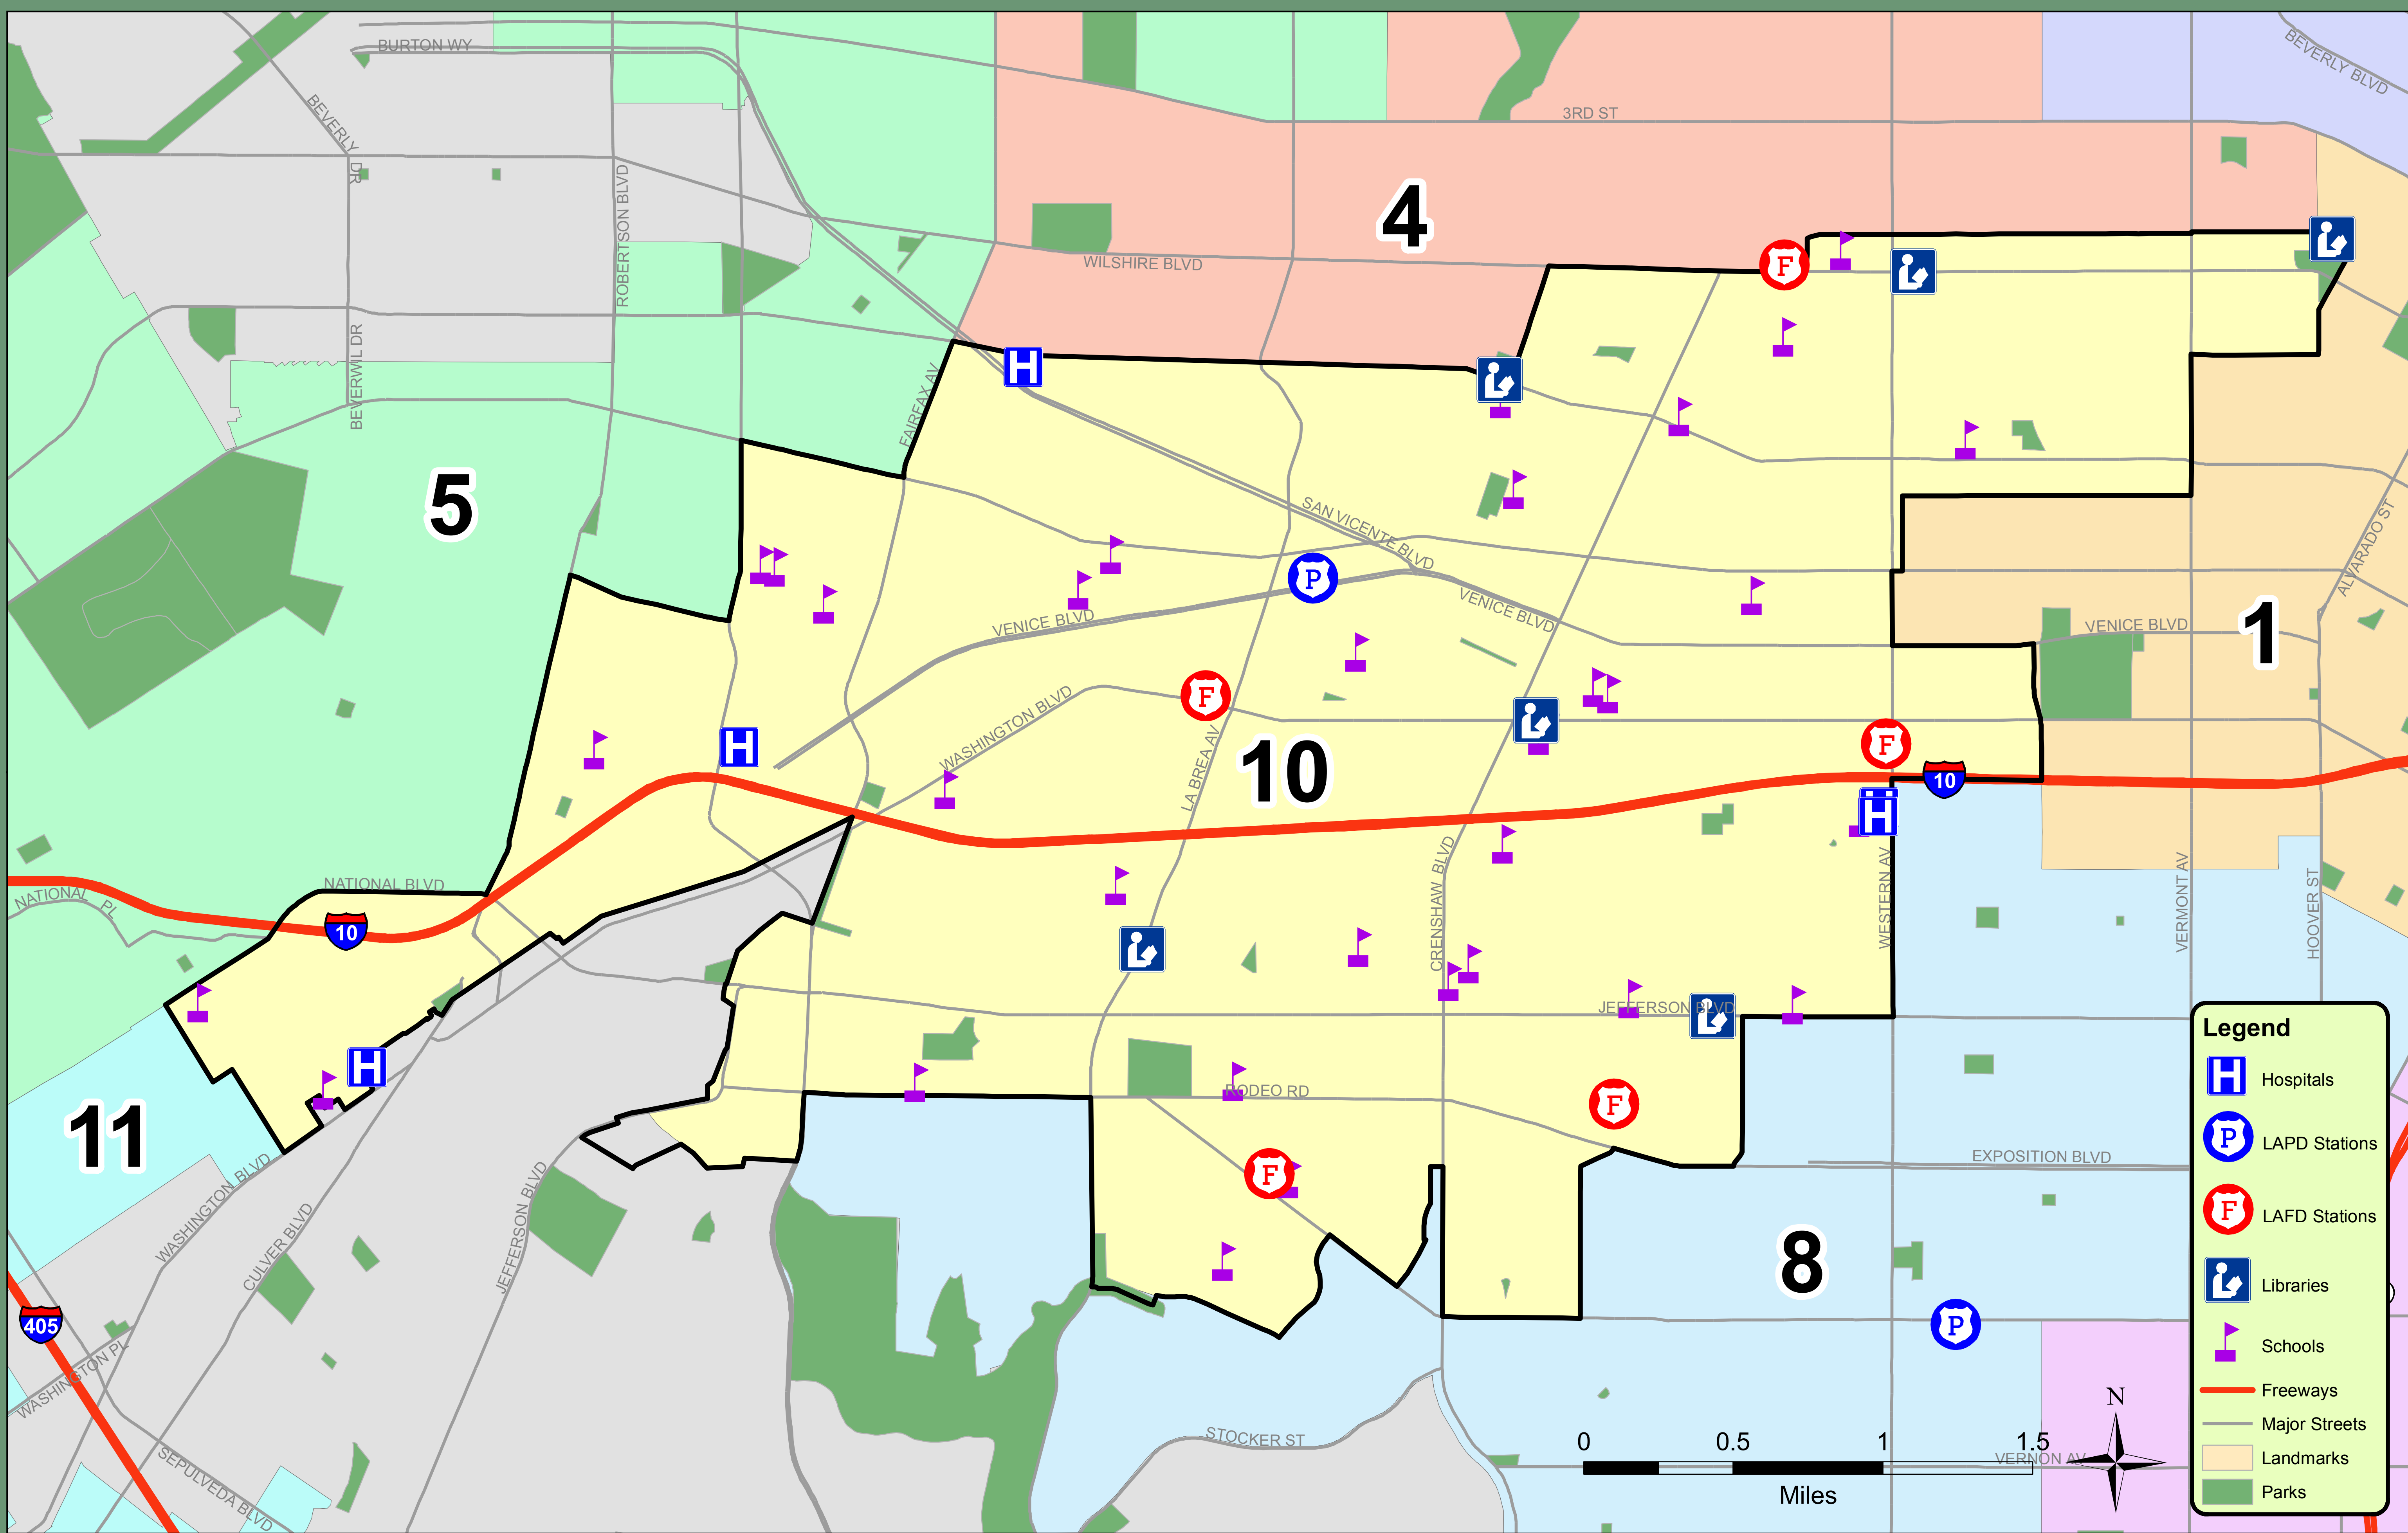 BURTON WY
BEVERLY BLVD
BEVERLY
DR
3RD ST
ROBERTSON BLVD
4
WILSHIRE BLVD
F
H
BEVERWIL DR
FAIRFAX AV
5
SAN VICENTE BLVD
ALVARADO ST
P
VENICE BLVD
VENICE BLVD
VENICE BLVD
1
WASHINGTON BLVD
F
H
LA BREA AV
10
F
10
H
NATIONAL BLVD
NATIONAL PL
10
CRENSHAW BLVD
WESTERN AV
VERMONT AV
HOOVER ST
JEFFERSON BLVD
H
RODEO RD
F
11
F
EXPOSITION BLVD
WASHINGTON BLVD
CULVER BLVD
JEFFERSON BLVD
8
P
405
WASHINGTON PL
SEPULVEDA BLVD
STOCKER ST
VERNON AV
0 0.5 1 1.5
Miles
N
Legend
H Hospitals
P LAPD Stations
F LAFD Stations
Libraries
Schools
Freeways
Major Streets
Landmarks
Parks